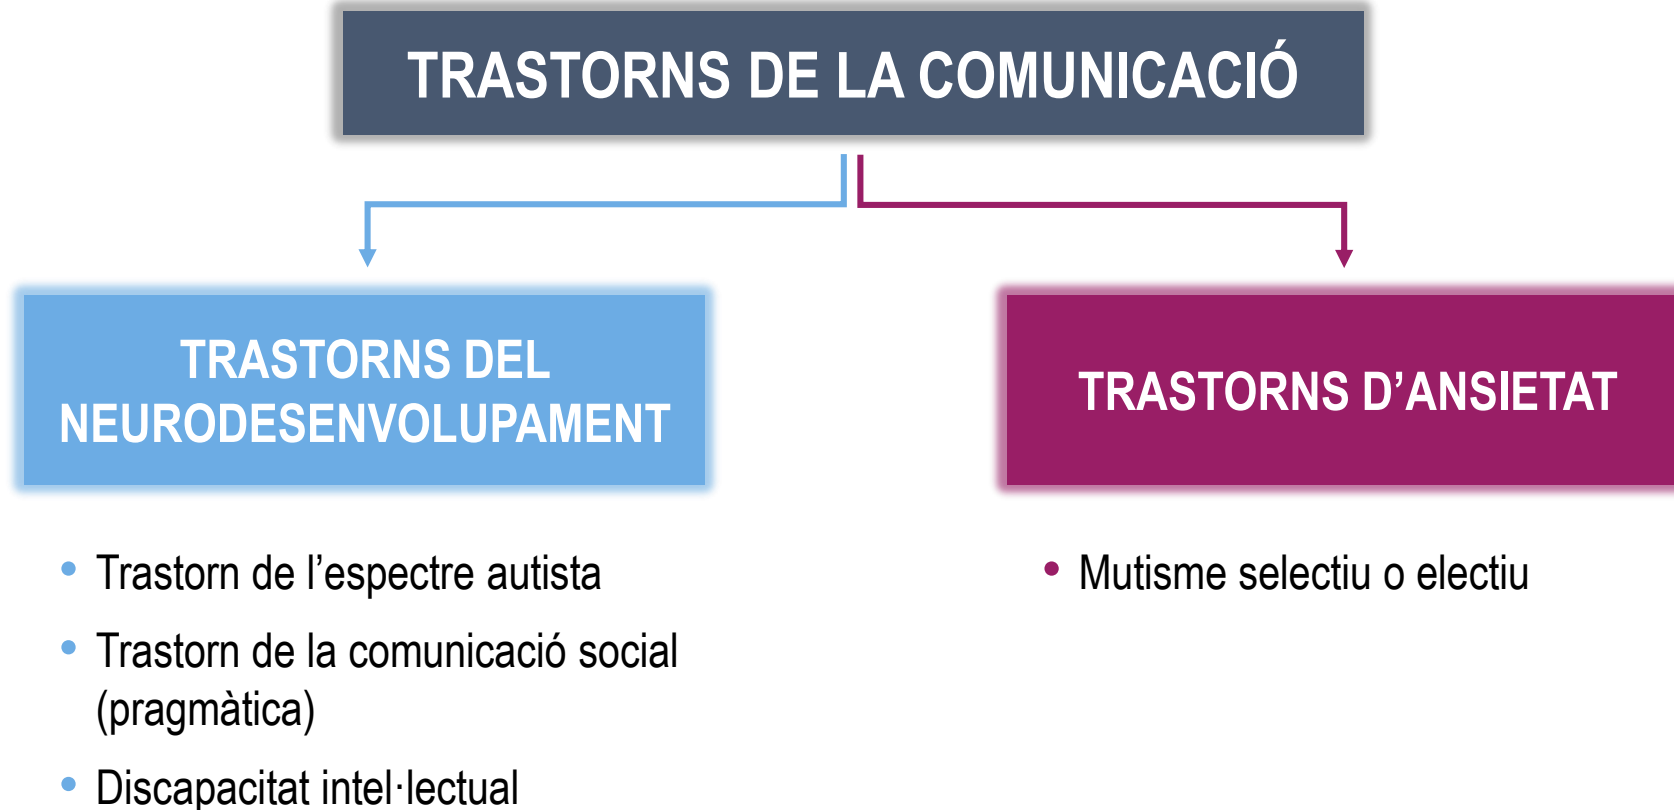 TRASTORNS DE LA COMUNICACIÓ
TRASTORNS DEL
NEURODESENVOLUPAMENT
TRASTORNS D’ANSIETAT
• Trastorn de l’espectre autista
• Trastorn de la comunicació social
(pragmàtica)
• Discapacitat intel·lectual
• Mutisme selectiu o electiu